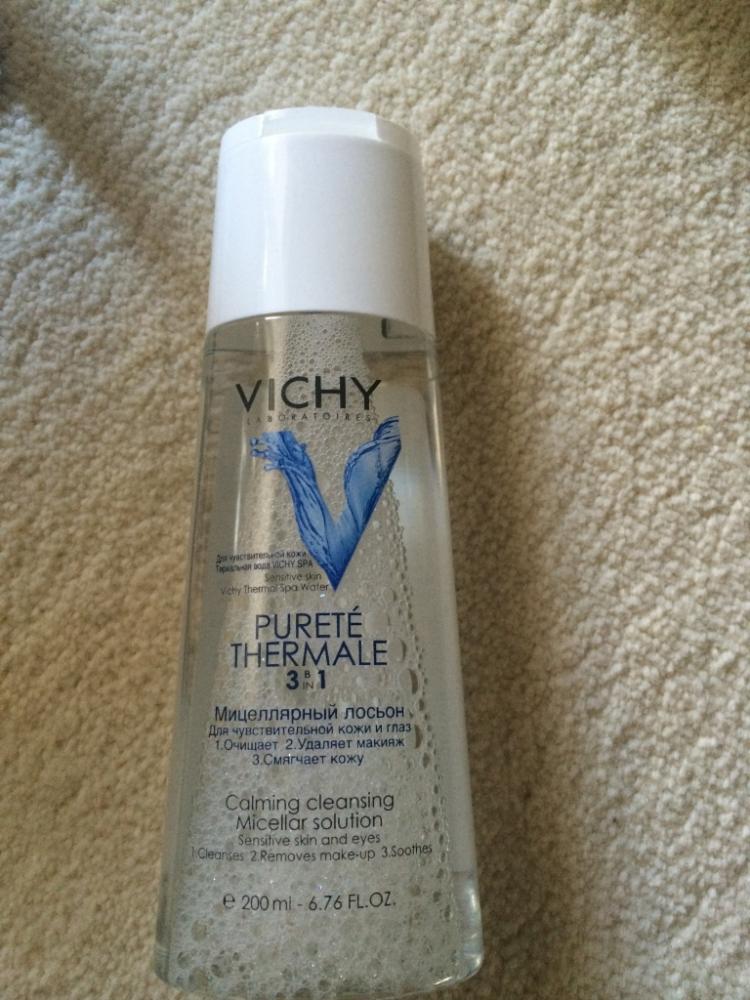 VICHY
LABORATOIRES
Для чувствительной кожи
Термальная вода VICHY SPA
Sensitive skin
Vichy Thermal Spa Water
PURETÉ
THERMALE
3 В IN 1
Мицеллярный лосьон
Для чувствительной кожи и глаз
1.Очищает 2.Удаляет макияж
3.Смягчает кожу
Calming cleansing
Micellar solution
Sensitive skin and eyes
1.Cleanses 2.Removes make-up 3.Soothes
℮ 200 ml - 6.76 FL.OZ.